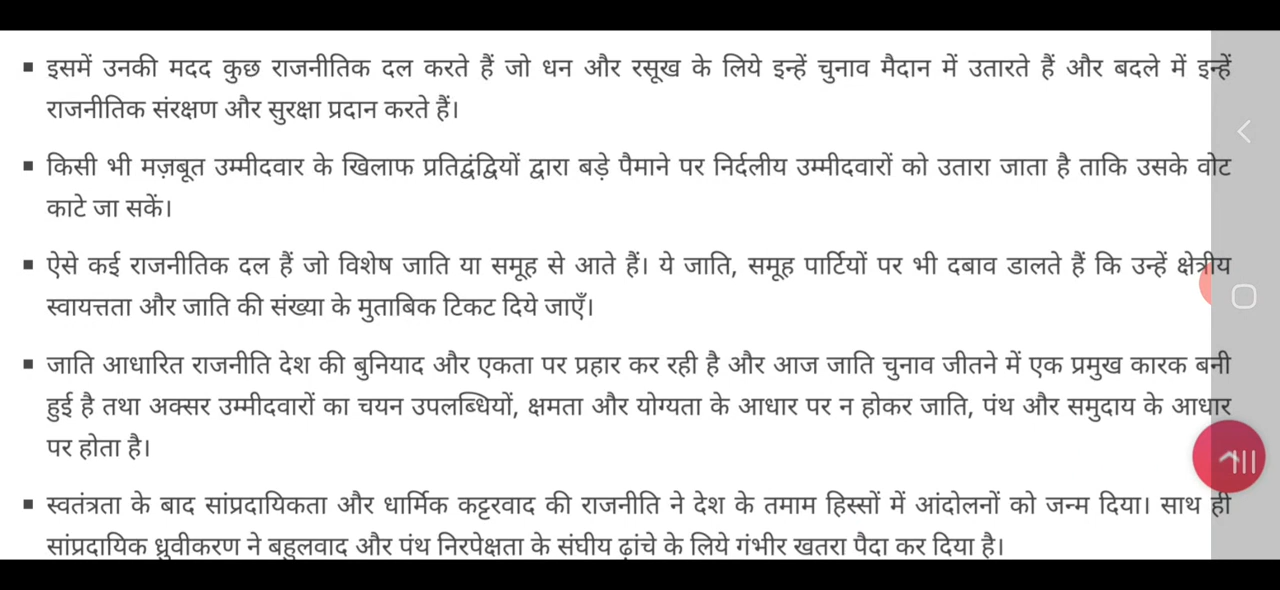 ▪ इसमें उनकी मदद कुछ राजनीतिक दल करते हैं जो धन और रसूख के लिये इन्हें चुनाव मैदान में उतारते हैं और बदले में इन्हें
राजनीतिक संरक्षण और सुरक्षा प्रदान करते हैं।
▪ किसी भी मज़बूत उम्मीदवार के खिलाफ प्रतिद्वंद्वियों द्वारा बड़े पैमाने पर निर्दलीय उम्मीदवारों को उतारा जाता है ताकि उसके वोट
काटे जा सकें।
▪ ऐसे कई राजनीतिक दल हैं जो विशेष जाति या समूह से आते हैं। ये जाति, समूह पार्टियों पर भी दबाव डालते हैं कि उन्हें क्षेत्रीय
स्वायत्तता और जाति की संख्या के मुताबिक टिकट दिये जाएँ।
▪ जाति आधारित राजनीति देश की बुनियाद और एकता पर प्रहार कर रही है और आज जाति चुनाव जीतने में एक प्रमुख कारक बनी
हुई है तथा अक्सर उम्मीदवारों का चयन उपलब्धियों, क्षमता और योग्यता के आधार पर न होकर जाति, पंथ और समुदाय के आधार
पर होता है।
▪ स्वतंत्रता के बाद सांप्रदायिकता और धार्मिक कट्टरवाद की राजनीति ने देश के तमाम हिस्सों में आंदोलनों को जन्म दिया। साथ ही
सांप्रदायिक ध्रुवीकरण ने बहुलवाद और पंथ निरपेक्षता के संघीय ढ़ांचे के लिये गंभीर खतरा पैदा कर दिया है।